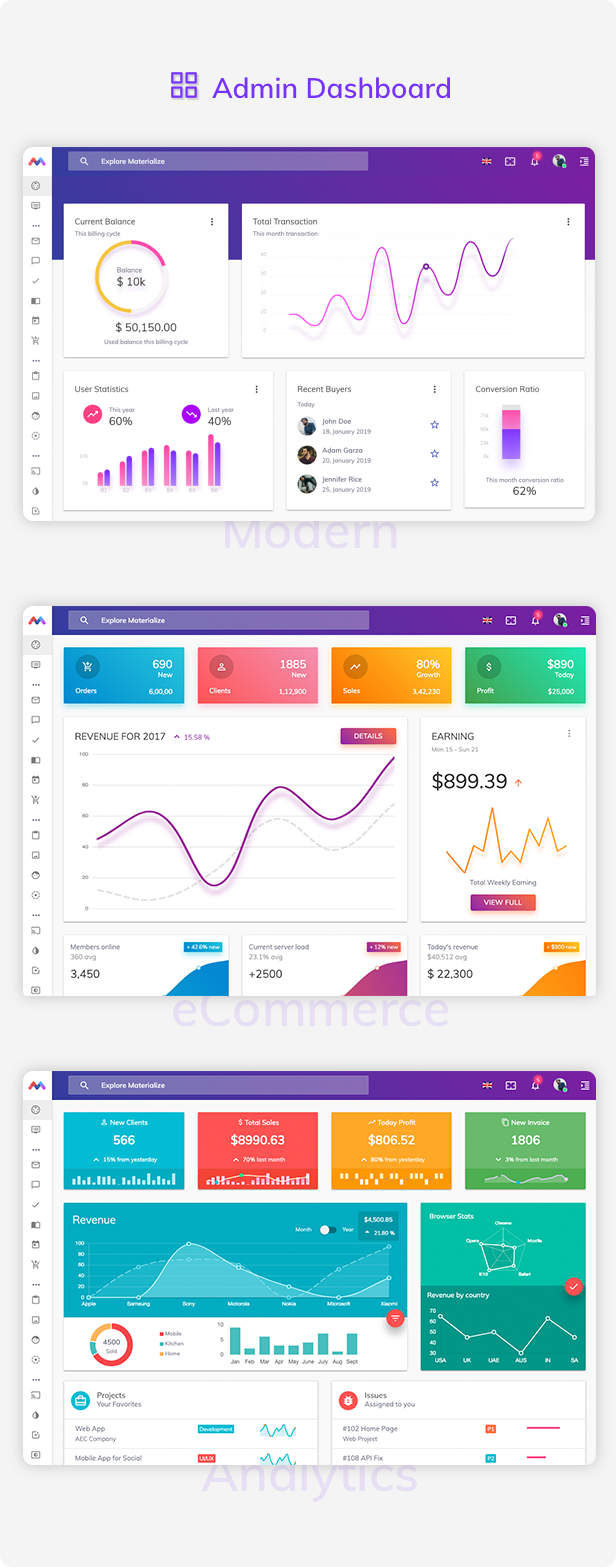 Admin Dashboard
Explore Materialize
5
Current Balance
This billing cycle
Balance
$ 10k
$ 50,150.00
Used balance this billing cycle
Total Transaction
This month transaction
40
30
20
10
0
User Statistics
This year
60%
Last year
40%
10k
0k
B1 B2 B3 B4 B5 B6
Recent Buyers
Today
John Doe
18, January 2019
Adam Garza
20, January 2019
Jennifer Rice
25, January 2019
Conversion Ratio
75k
50k
25k
0k
This month conversion ratio
62%
Modern
Explore Materialize
5
690
New
Orders 6,00,00
1885
New
Clients 1,12,900
80%
Growth
Sales 3,42,230
$890
Today
Profit $25,000
REVENUE FOR 2017 15.58 %
DETAILS
100
80
60
40
20
0
EARNING
Mon 15 - Sun 21
$899.39
Total Weekly Earning
VIEW FULL
Members online
+ 42.6% new
360 avg
3,450
Current server load
+ 12% new
23.1% avg
+2500
Today's revenue
+ $900 new
$40,512 avg
$ 22,300
eCommerce
Explore Materialize
5
New Clients
566
15% from yesterday
$ Total Sales
$8990.63
70% last month
Today Profit
$806.52
80% from yesterday
New Invoice
1806
3% from last month
Revenue
Month Year
$4,500.85
21.80 %
100
80
60
40
20
0
Apple Samsung Sony Motorola Nokia Microsoft Xiaomi
4500
Sold
Mobile
Kitchen
Home
10
5
0
Jan Feb Mar Apr May June July Aug Sept
Browser Stats
Chrome
Opera
Mozilla
E10
Safari
Revenue by country
70
60
50
40
30
USA UK UAE AUS IN SA
Projects
Your Favorites
Web App
Development
AEC Company
Mobile App for Social
UI/UX
Issues
Assigned to you
#102 Home Page
P1
Web Project
#108 API Fix
P2
Analytics